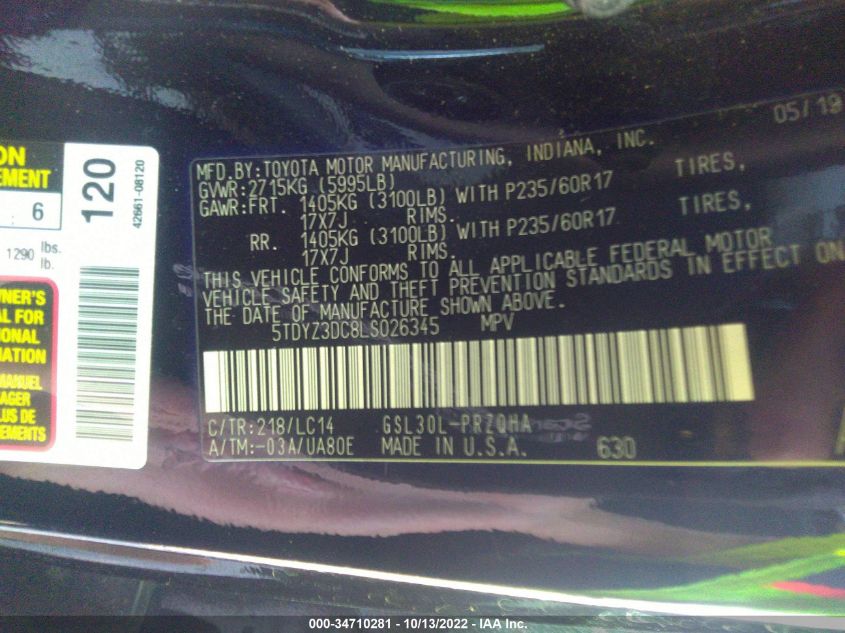 05/19
MFD.BY:TOYOTA MOTOR MANUFACTURING, INDIANA, INC.
GVWR:2715KG (5995LB)
GAWR:FRT. 1405KG (3100LB) WITH P235/60R17 TIRES,
17X7J RIMS.
RR. 1405KG (3100LB) WITH P235/60R17 TIRES,
17X7J RIMS.
THIS VEHICLE CONFORMS TO ALL APPLICABLE FEDERAL MOTOR
VEHICLE SAFETY AND THEFT PREVENTION STANDARDS IN EFFECT ON
THE DATE OF MANUFACTURE SHOWN ABOVE.
5TDYZ3DC8LS026345 MPV
C/TR:218/LC14 GSL30L-PRZQHA
A/TM:-03A/UA80E MADE IN U.S.A. 630
ON
EMENT
6
1290 lbs.
lb.
120
42661-08120
WNER'S
AL FOR
IONAL
MATION
MANUEL
AGER
LUS DE
EMENTS
000-34710281 - 10/13/2022 - IAA Inc.